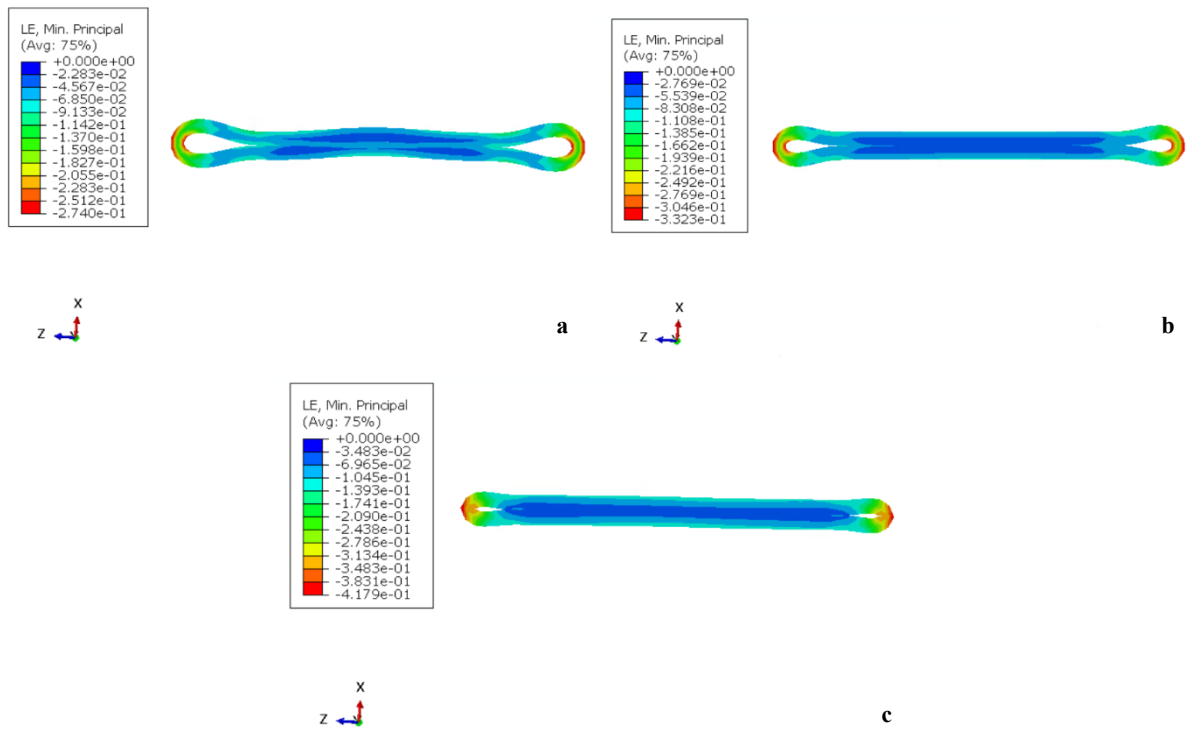 LE, Min. Principal
(Avg: 75%)
+0.000e+00
-2.283e-02
-4.567e-02
-6.850e-02
-9.133e-02
-1.142e-01
-1.370e-01
-1.598e-01
-1.827e-01
-2.055e-01
-2.283e-01
-2.512e-01
-2.740e-01
X
Z
a
LE, Min. Principal
(Avg: 75%)
+0.000e+00
-2.769e-02
-5.539e-02
-8.308e-02
-1.108e-01
-1.385e-01
-1.662e-01
-1.939e-01
-2.216e-01
-2.492e-01
-2.769e-01
-3.046e-01
-3.323e-01
X
Z
b
LE, Min. Principal
(Avg: 75%)
+0.000e+00
-3.483e-02
-6.965e-02
-1.045e-01
-1.393e-01
-1.741e-01
-2.090e-01
-2.438e-01
-2.786e-01
-3.134e-01
-3.483e-01
-3.831e-01
-4.179e-01
X
Z
c